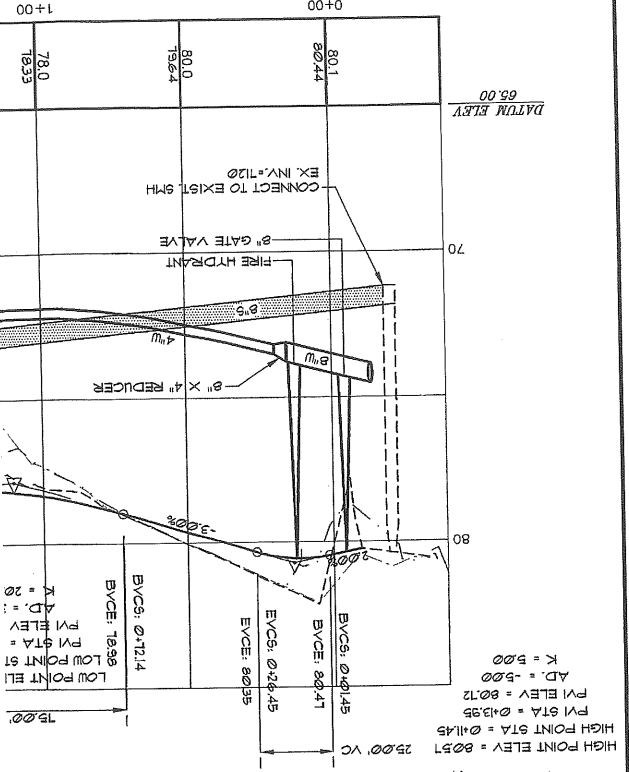 HIGH POINT ELEV = 80.57
HIGH POINT STA = 0+11.45
PVI STA = 0+13.95
PVI ELEV = 80.72
A.D. = -5.00
K = 5.00
25.00' VC
BVCS: 0+01.45
BVCE: 80.47
EVCS: 0+26.45
EVCE: 80.35
75.00'
LOW POINT EL
LOW POINT ST
PVI STA =
PVI ELEV
A.D. =
K = 20
BVCS: 0+72.14
BVCE: 78.98
80
2.00%
-3.00%
8" X 4" REDUCER
8"W
4"W
8"S
70
FIRE HYDRANT
8" GATE VALVE
CONNECT TO EXIST. SMH
EX. INV.=71.20
DATUM ELEV
65.00
80.1
80.44
80.0
79.64
78.0
78.33
0+00
1+00